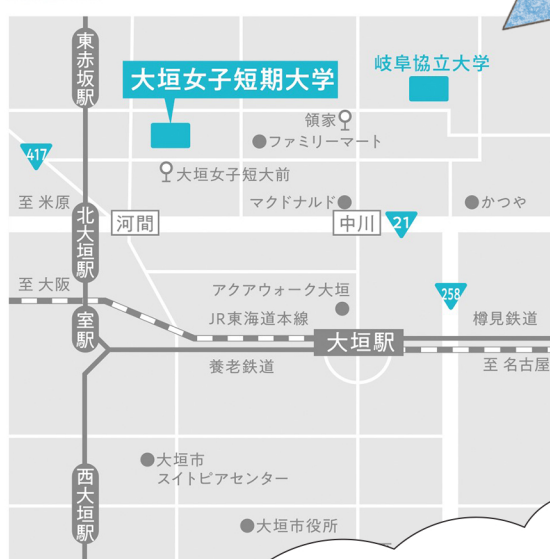 東赤坂駅
大垣女子短期大学
岐阜協立大学
領家
ファミリーマート
417
大垣女子短大前
至 米原
マクドナルド
かつや
北大垣駅
河間
中川
21
至 大阪
アクアウォーク大垣
258
室駅
JR東海道本線
大垣駅
樽見鉄道
養老鉄道
至 名古屋
大垣市
スイトピアセンター
西大垣駅
大垣市役所